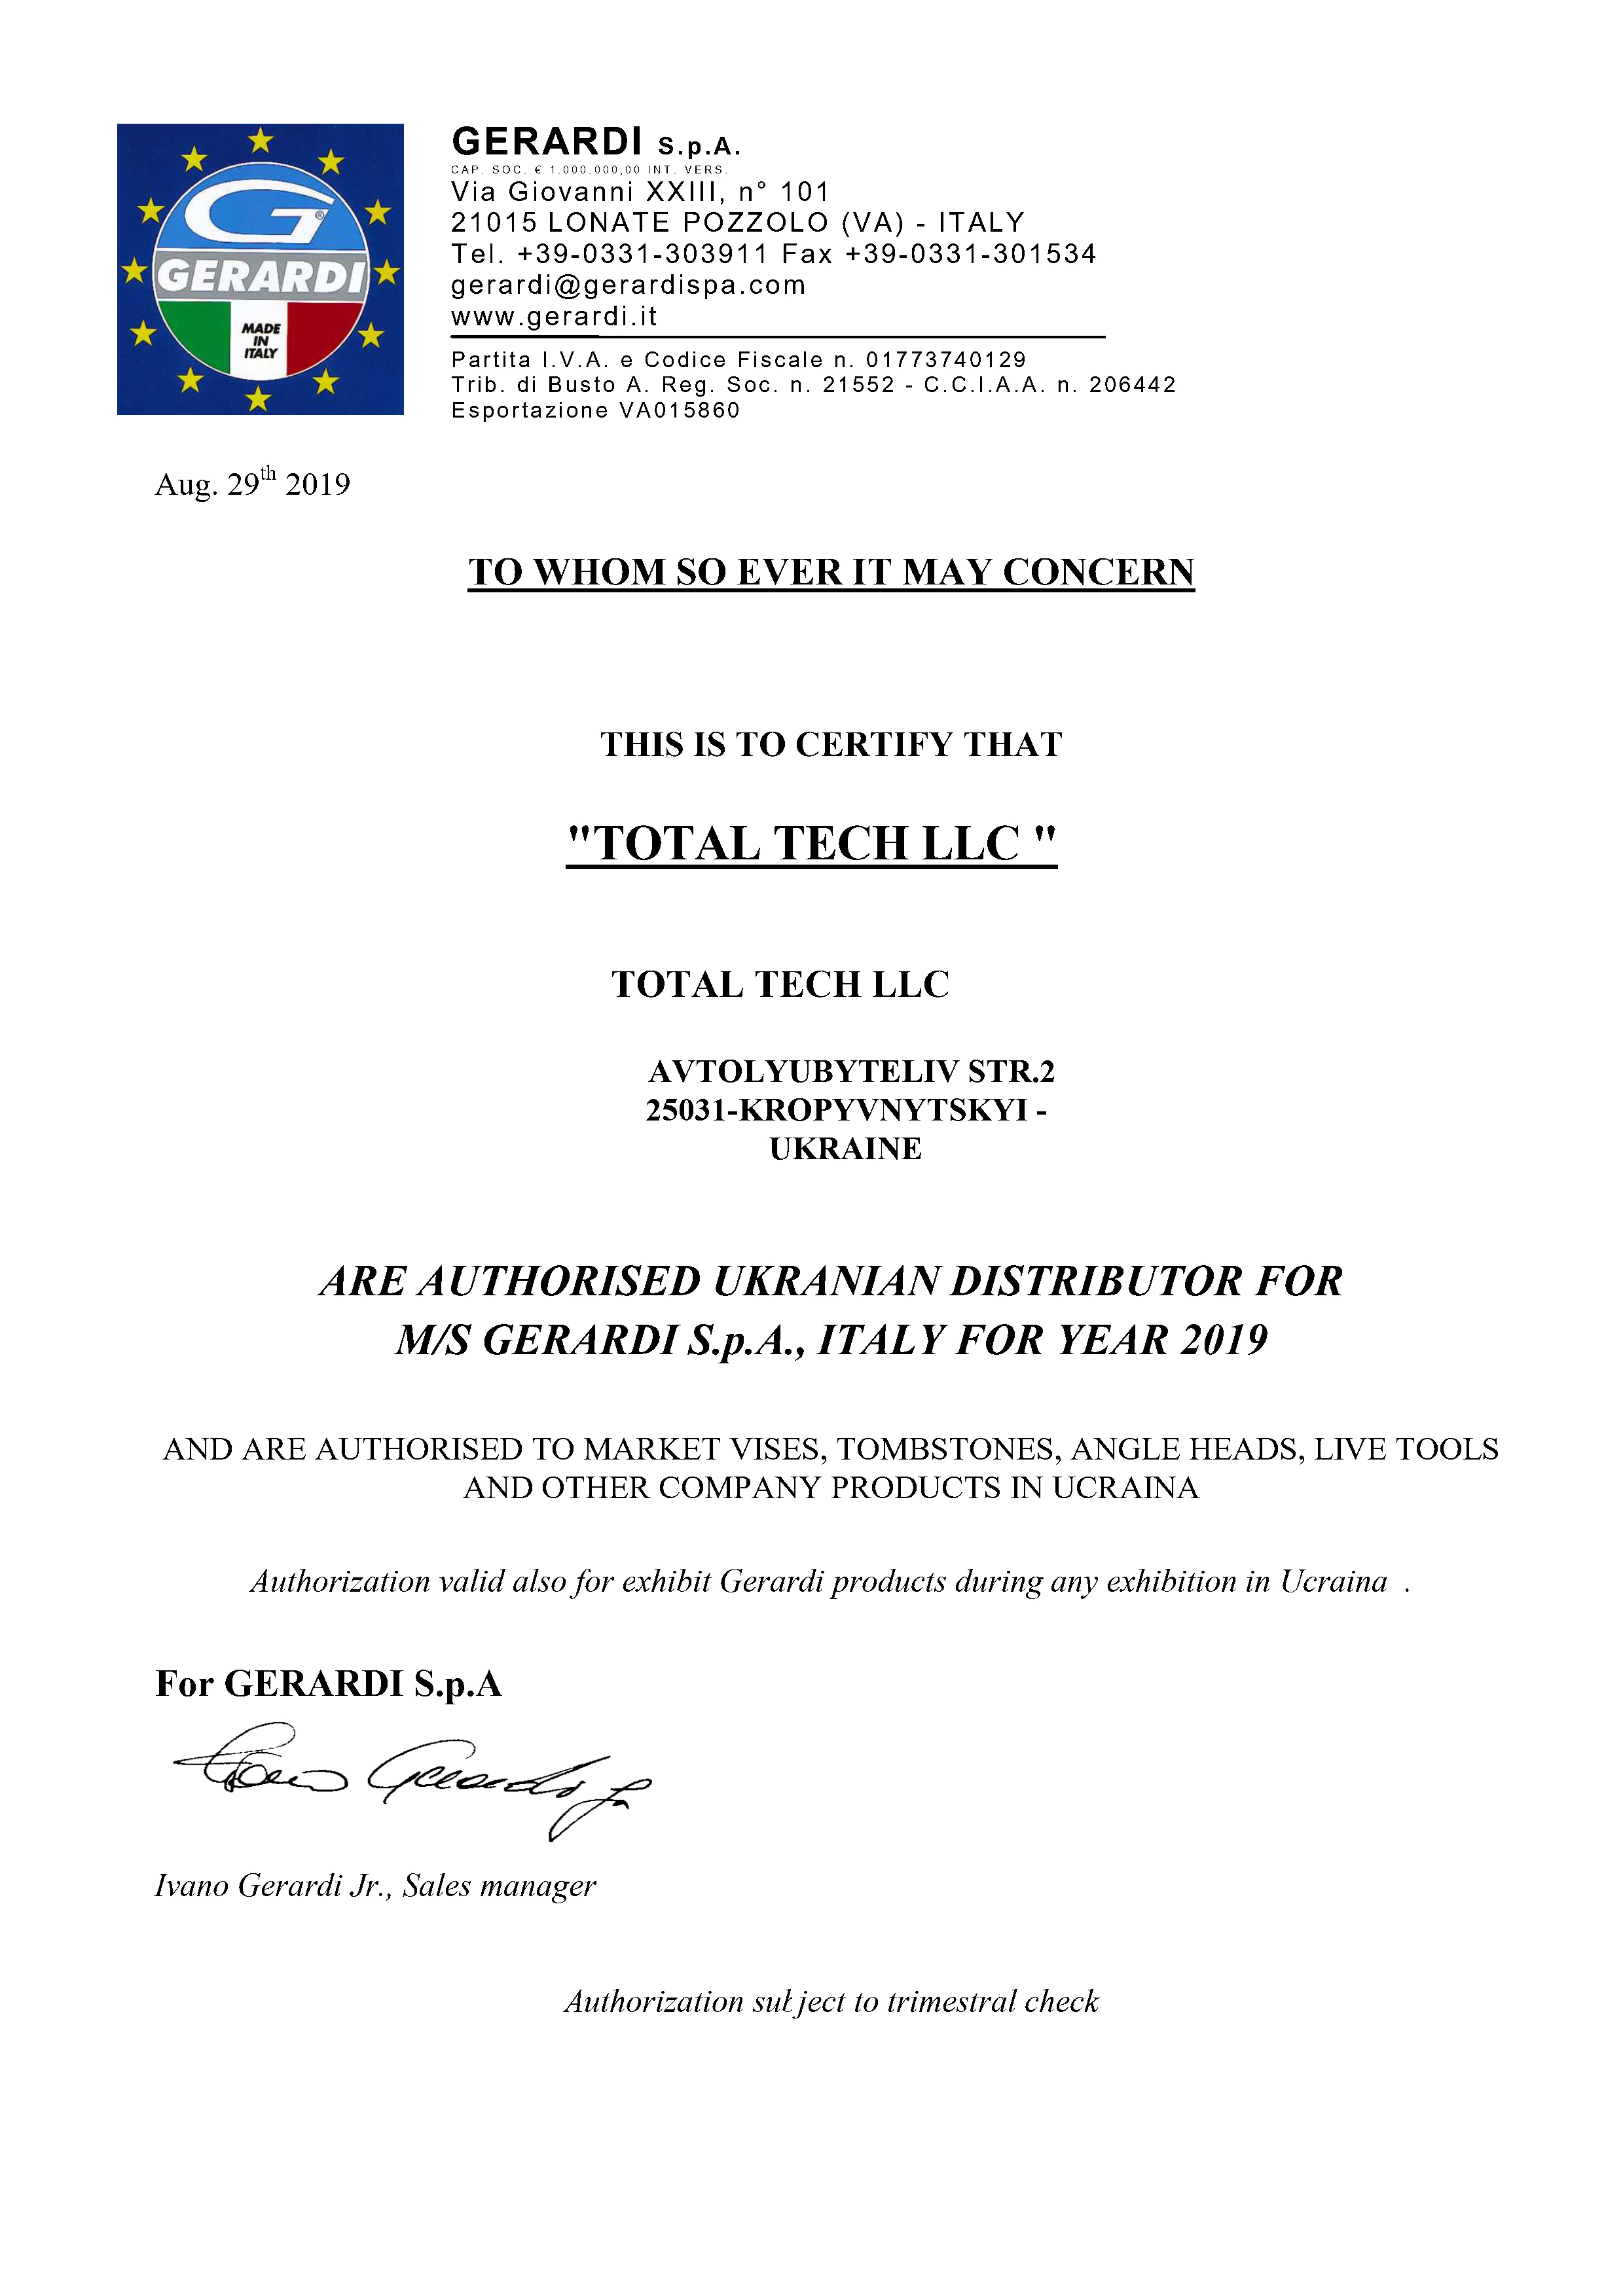 G®
GERARDI
MADE
IN
ITALY
GERARDI S.p.A.
CAP. SOC. € 1.000.000,00 INT. VERS.
Via Giovanni XXIII, n° 101
21015 LONATE POZZOLO (VA) - ITALY
Tel. +39-0331-303911 Fax +39-0331-301534
gerardi@gerardispa.com
www.gerardi.it
Partita I.V.A. e Codice Fiscale n. 01773740129
Trib. di Busto A. Reg. Soc. n. 21552 - C.C.I.A.A. n. 206442
Esportazione VA015860
Aug. 29th 2019
TO WHOM SO EVER IT MAY CONCERN
THIS IS TO CERTIFY THAT
"TOTAL TECH LLC "
TOTAL TECH LLC
AVTOLYUBYTELIV STR.2
25031-KROPYVNYTSKYI -
UKRAINE
ARE AUTHORISED UKRANIAN DISTRIBUTOR FOR
M/S GERARDI S.p.A., ITALY FOR YEAR 2019
AND ARE AUTHORISED TO MARKET VISES, TOMBSTONES, ANGLE HEADS, LIVE TOOLS
AND OTHER COMPANY PRODUCTS IN UCRAINA
Authorization valid also for exhibit Gerardi products during any exhibition in Ucraina .
For GERARDI S.p.A
Ivano Gerardi Jr
Ivano Gerardi Jr., Sales manager
Authorization subject to trimestral check